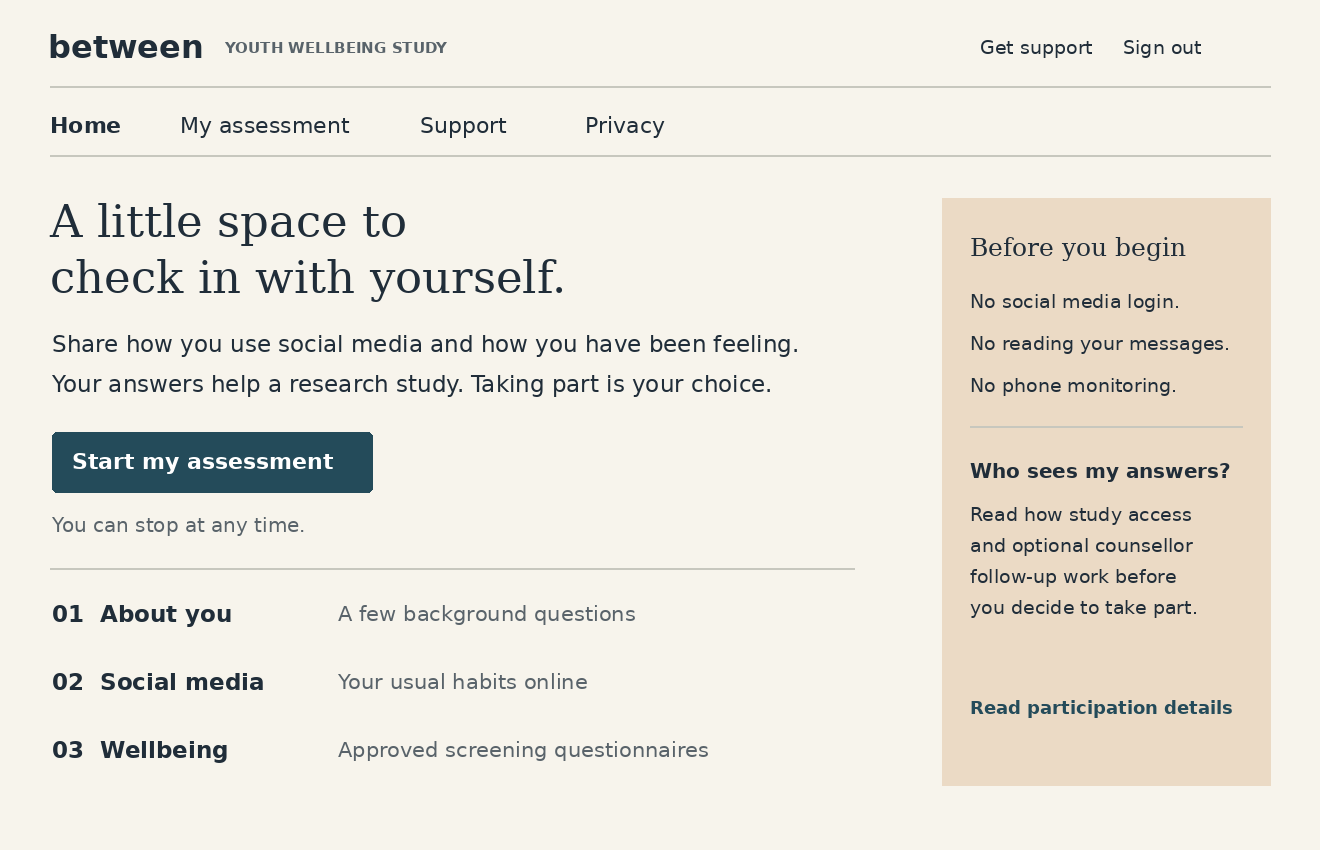 between YOUTH WELLBEING STUDY
Get support Sign out
Home My assessment Support Privacy
A little space to
check in with yourself.
Share how you use social media and how you have been feeling.
Your answers help a research study. Taking part is your choice.
Start my assessment
You can stop at any time.
01 About you A few background questions
02 Social media Your usual habits online
03 Wellbeing Approved screening questionnaires
Before you begin
No social media login.
No reading your messages.
No phone monitoring.
Who sees my answers?
Read how study access
and optional counsellor
follow-up work before
you decide to take part.
Read participation details